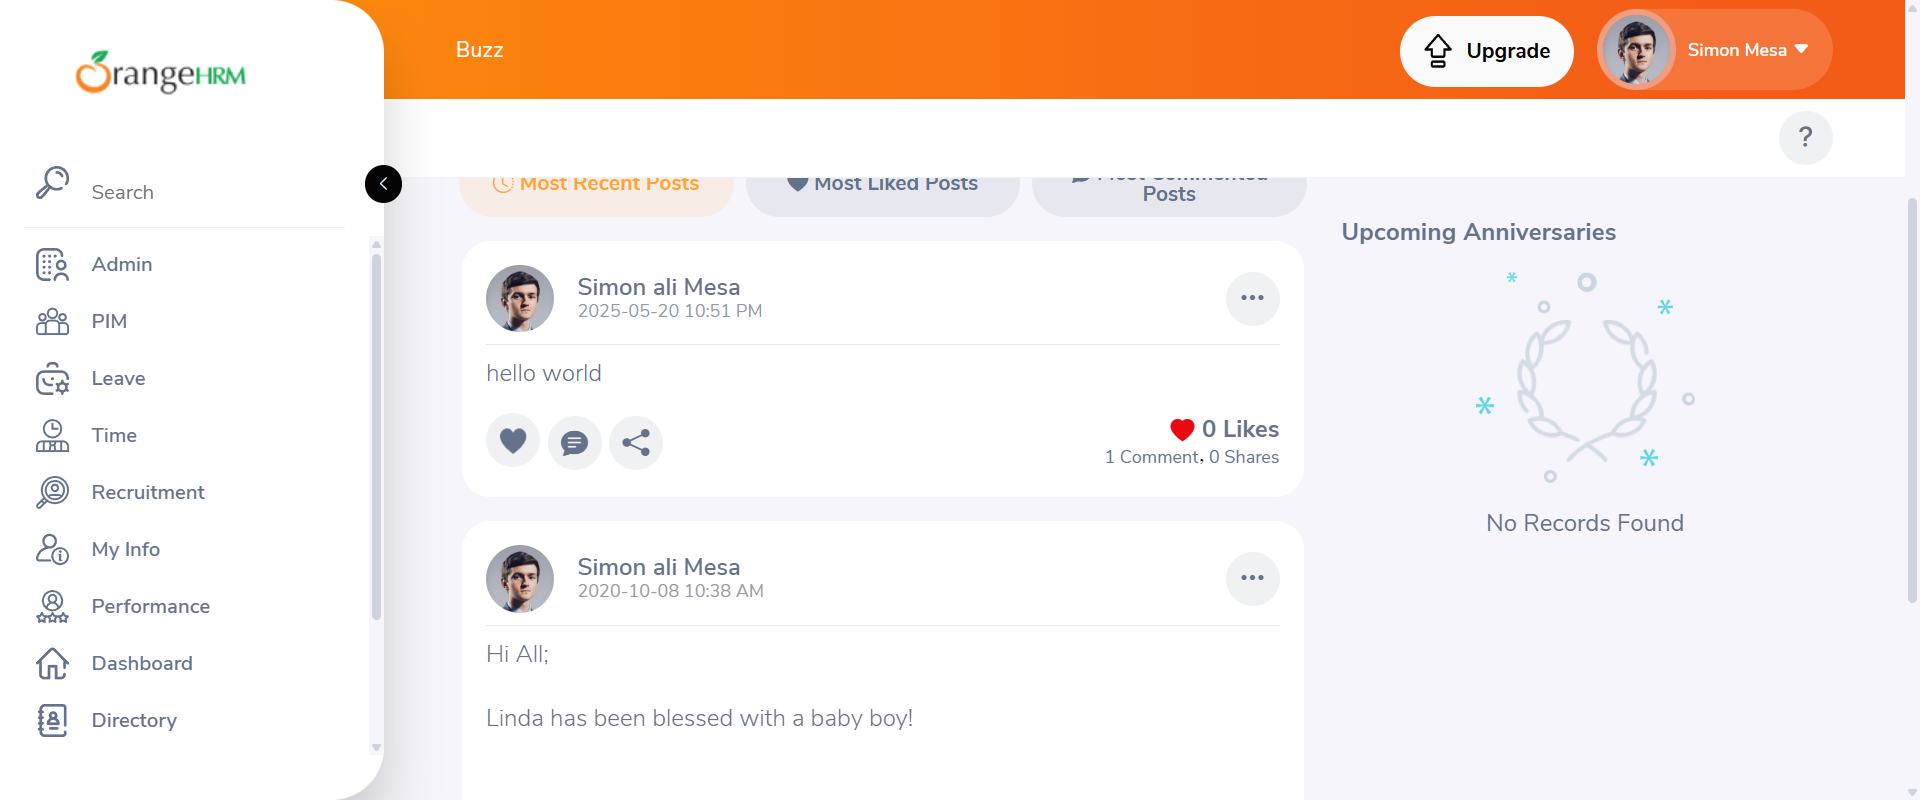 OrangeHRM
Buzz
Upgrade
Simon Mesa
?
Search
Admin
PIM
Leave
Time
Recruitment
My Info
Performance
Dashboard
Directory
Most Recent Posts
Most Liked Posts
Most Commented
Posts
Simon ali Mesa
2025-05-20 10:51 PM
hello world
0 Likes
1 Comment, 0 Shares
Simon ali Mesa
2020-10-08 10:38 AM
Hi All;
Linda has been blessed with a baby boy!
Upcoming Anniversaries
No Records Found